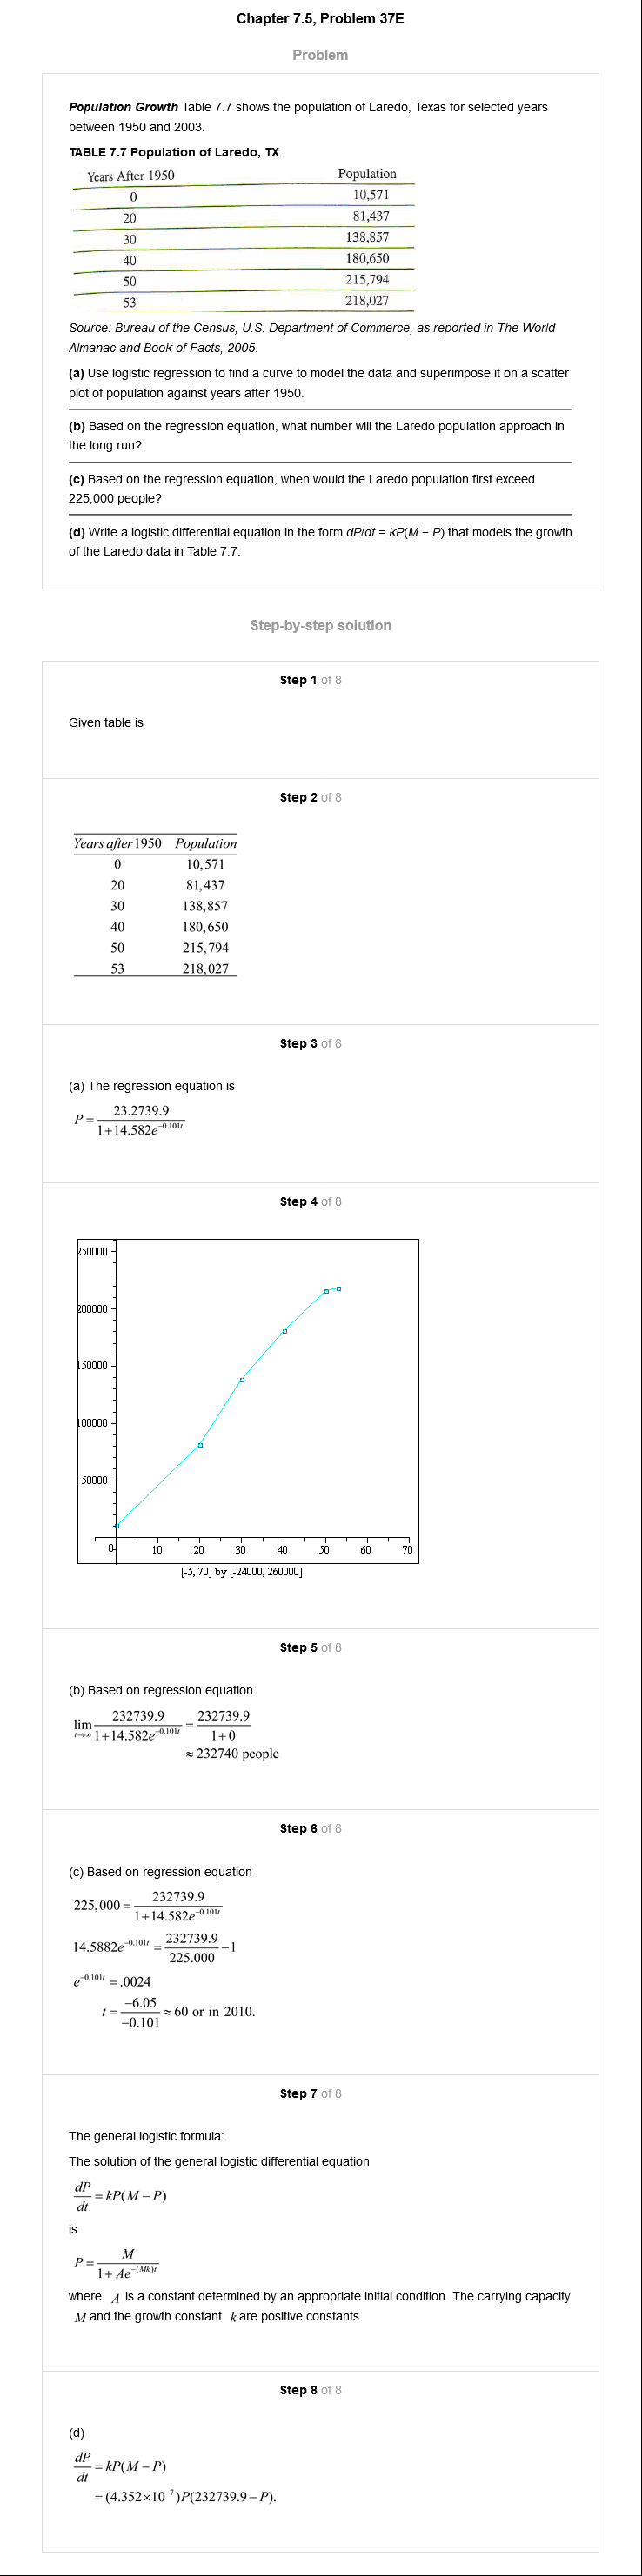 Chapter 7.5, Problem 37E
Problem
Population Growth Table 7.7 shows the population of Laredo, Texas for selected years
between 1950 and 2003.
TABLE 7.7 Population of Laredo, TX
Years After 1950 Population
0 10,571
20 81,437
30 138,857
40 180,650
50 215,794
53 218,027
Source: Bureau of the Census, U.S. Department of Commerce, as reported in The World
Almanac and Book of Facts, 2005.
(a) Use logistic regression to find a curve to model the data and superimpose it on a scatter
plot of population against years after 1950.
(b) Based on the regression equation, what number will the Laredo population approach in
the long run?
(c) Based on the regression equation, when would the Laredo population first exceed
225,000 people?
(d) Write a logistic differential equation in the form dP/dt = kP(M − P) that models the growth
of the Laredo data in Table 7.7.
Step-by-step solution
Step 1 of 8
Given table is
Step 2 of 8
Years after 1950 Population
0 10,571
20 81,437
30 138,857
40 180,650
50 215,794
53 218,027
Step 3 of 8
(a) The regression equation is
P = 23.2739.9 / 1+14.582e^{-0.101t}
Step 4 of 8
250000
200000
150000
100000
50000
0 10 20 30 40 50 60 70
[-5, 70] by [-24000, 260000]
Step 5 of 8
(b) Based on regression equation
lim t→∞ 232739.9 / 1+14.582e^{-0.101t} = 232739.9 / 1+0
≈ 232740 people
Step 6 of 8
(c) Based on regression equation
225,000 = 232739.9 / 1+14.582e^{-0.101t}
14.5882e^{-0.101t} = 232739.9 / 225.000 −1
e^{-0.101t} = .0024
t = −6.05 / −0.101 ≈ 60 or in 2010.
Step 7 of 8
The general logistic formula:
The solution of the general logistic differential equation
dP/dt = kP(M − P)
is
P = M / 1+ Ae^{-(Mk)t}
where A is a constant determined by an appropriate initial condition. The carrying capacity
M and the growth constant k are positive constants.
Step 8 of 8
(d)
dP/dt = kP(M − P)
= (4.352×10^{-7})P(232739.9 − P).